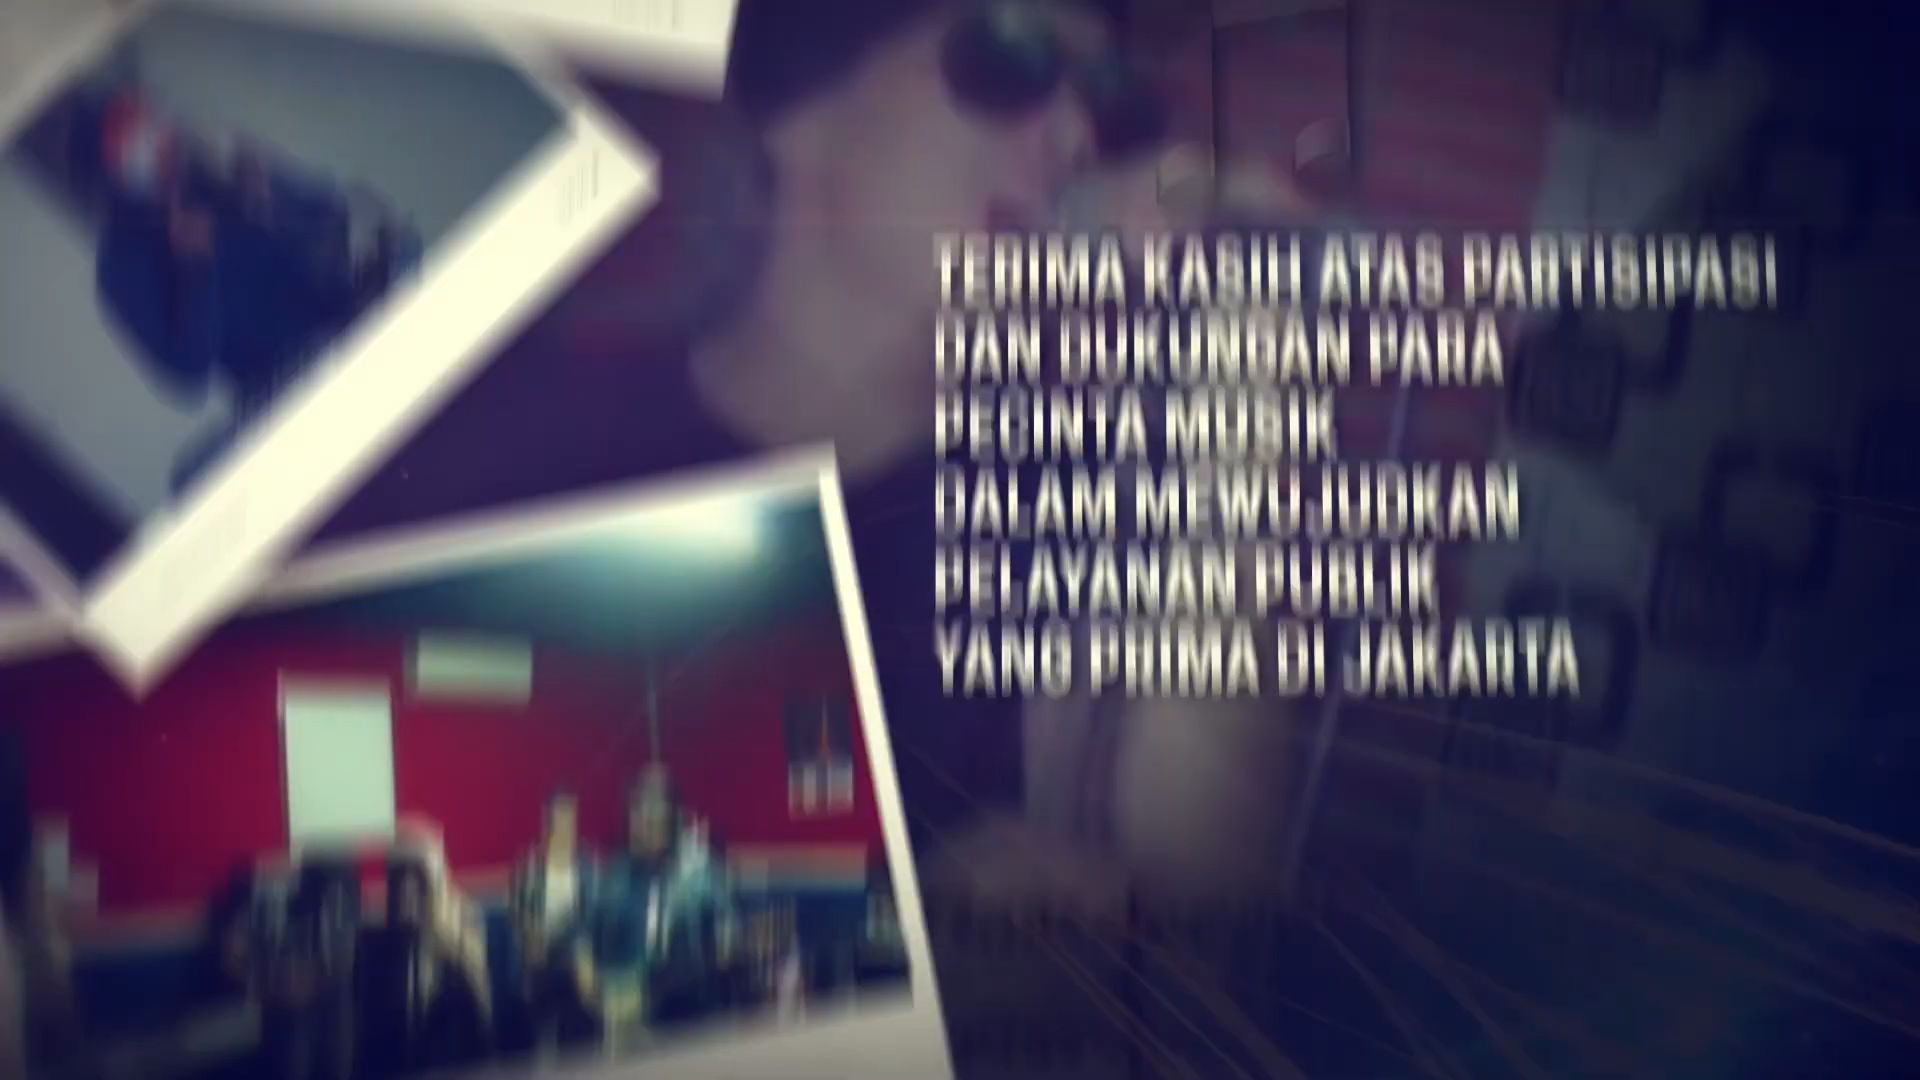 TERIMA KASIH ATAS PARTISIPASI
DAN DUKUNGAN PARA
PECINTA MUSIK
DALAM MEWUJUDKAN
PELAYANAN PUBLIK
YANG PRIMA DI JAKARTA